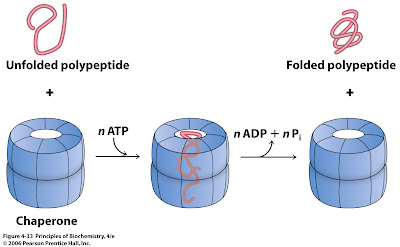 Unfolded polypeptide
Folded polypeptide
+
+
n ATP
n ADP + n Pi
Chaperone
Figure 4-33 Principles of Biochemistry, 4/e
© 2006 Pearson Prentice Hall, Inc.